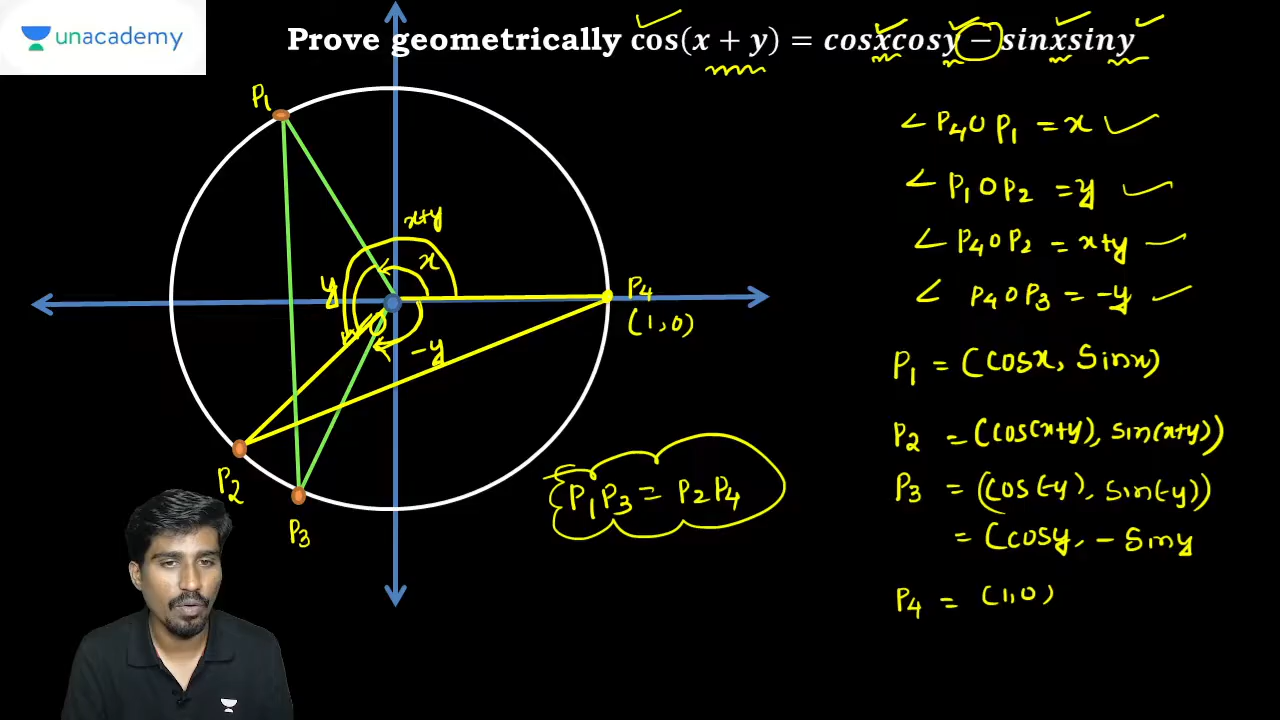 unacademy
Prove geometrically cos(x + y) = cosxcosy − sinxsiny
P1
x+y
x
y
P4
(1,0)
-y
P2
P3
P1P3 = P2P4
∠P4OP1 = x
∠P1OP2 = y
∠P4OP2 = x+y
∠P4OP3 = -y
P1 = (cosx, sinx)
P2 = (cos(x+y), sin(x+y))
P3 = (cos(-y), sin(-y))
= (cosy, - siny
P4 = (1,0)